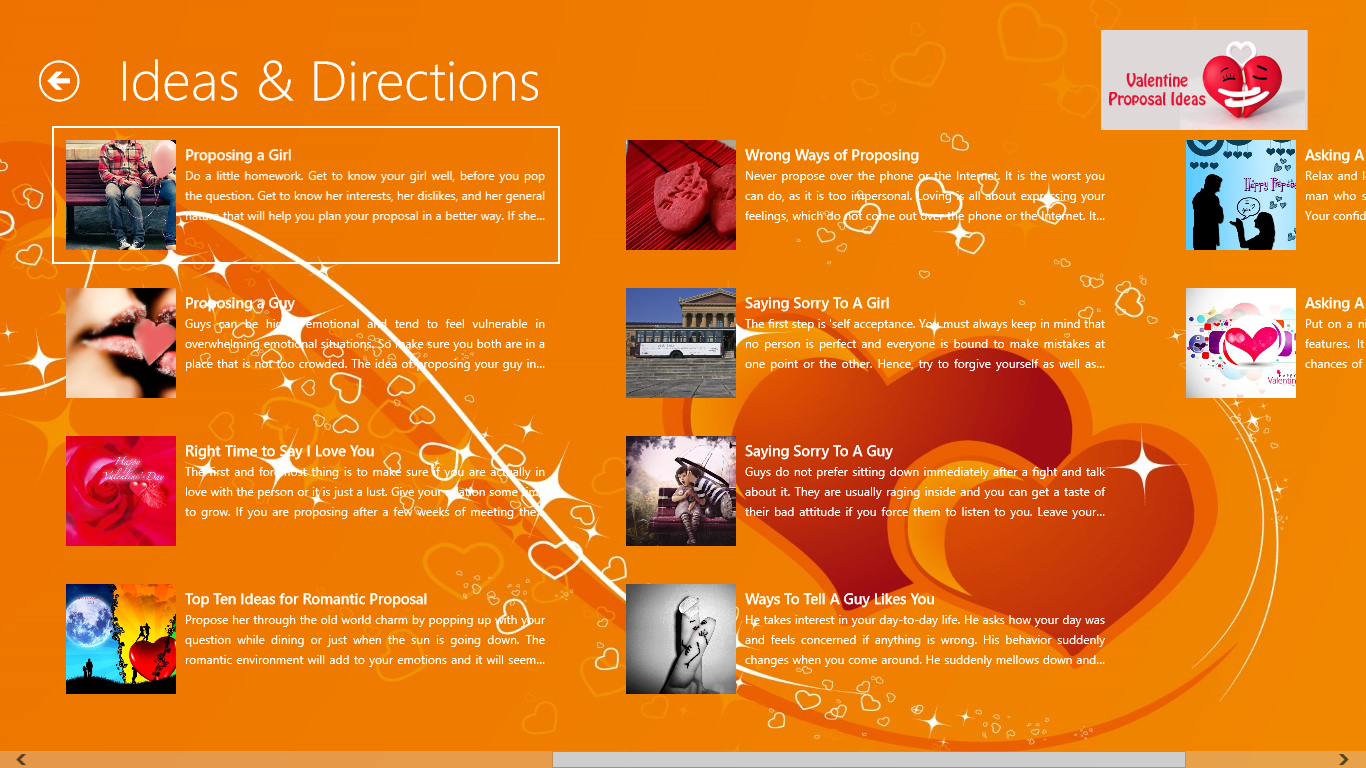 Ideas & Directions
Valentine
Proposal Ideas
Proposing a Girl
Do a little homework. Get to know your girl well, before you pop
the question. Get to know her interests, her dislikes, and her general
nature that will help you plan your proposal in a better way. If she...
Proposing a Guy
Guys can be highly emotional and tend to feel vulnerable in
overwhelming emotional situations. So make sure you both are in a
place that is not too crowded. The idea of proposing your guy in...
Right Time to Say I Love You
The first and foremost thing is to make sure if you are actually in
love with the person or it is just a lust. Give your relation some time
to grow. If you are proposing after a few weeks of meeting the...
Happy
Valentine's Day
Top Ten Ideas for Romantic Proposal
Propose her through the old world charm by popping up with your
question while dining or just when the sun is going down. The
romantic environment will add to your emotions and it will seem...
Wrong Ways of Proposing
Never propose over the phone or the Internet. It is the worst you
can do, as it is too impersonal. Loving is all about expressing your
feelings, which do not come out over the phone or the Internet. It...
Saying Sorry To A Girl
The first step is 'self acceptance. You must always keep in mind that
no person is perfect and everyone is bound to make mistakes at
one point or the other. Hence, try to forgive yourself as well as...
Saying Sorry To A Guy
Guys do not prefer sitting down immediately after a fight and talk
about it. They are usually raging inside and you can get a taste of
their bad attitude if you force them to listen to you. Leave your...
Ways To Tell A Guy Likes You
He takes interest in your day-to-day life. He asks how your day was
and feels concerned if anything is wrong. His behavior suddenly
changes when you come around. He suddenly mellows down and...
Happy
Asking A
Relax and l
man who s
Your confid
Asking A
Put on a n
features. It
chances of